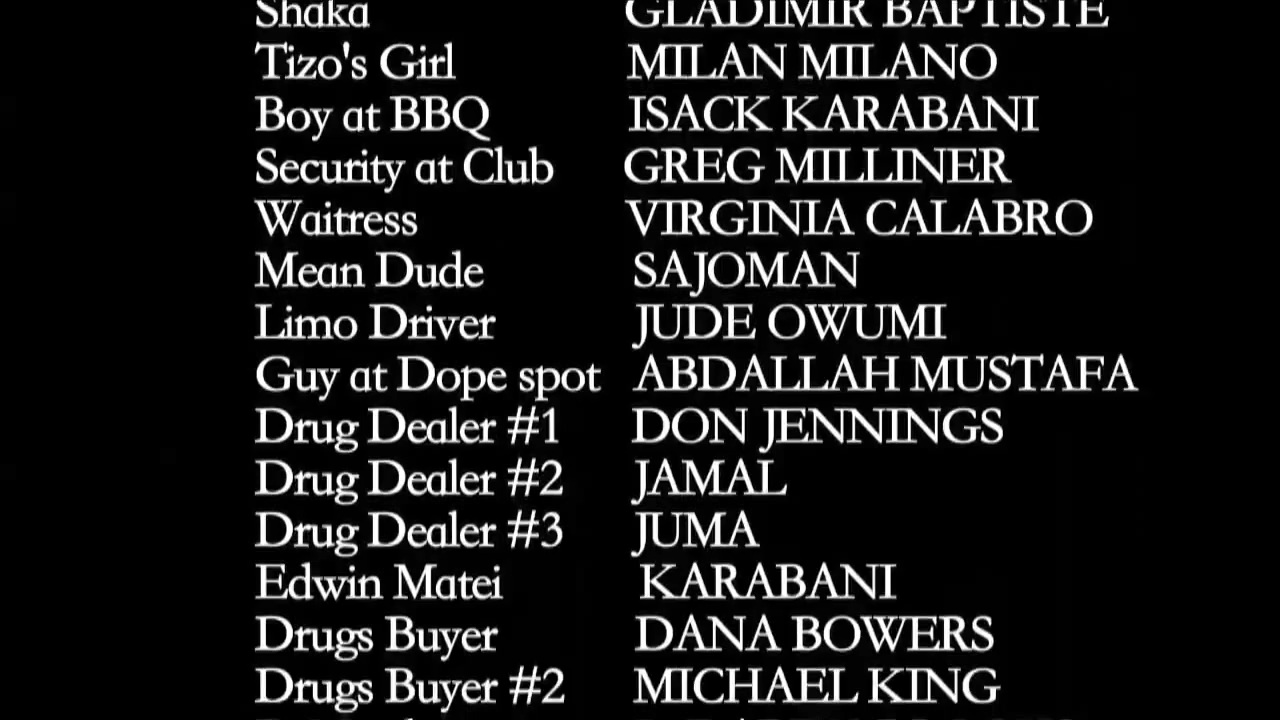 Shaka GLADIMIR BAPTISTE
Tizo's Girl MILAN MILANO
Boy at BBQ ISACK KARABANI
Security at Club GREG MILLINER
Waitress VIRGINIA CALABRO
Mean Dude SAJOMAN
Limo Driver JUDE OWUMI
Guy at Dope spot ABDALLAH MUSTAFA
Drug Dealer #1 DON JENNINGS
Drug Dealer #2 JAMAL
Drug Dealer #3 JUMA
Edwin Matei KARABANI
Drugs Buyer DANA BOWERS
Drugs Buyer #2 MICHAEL KING